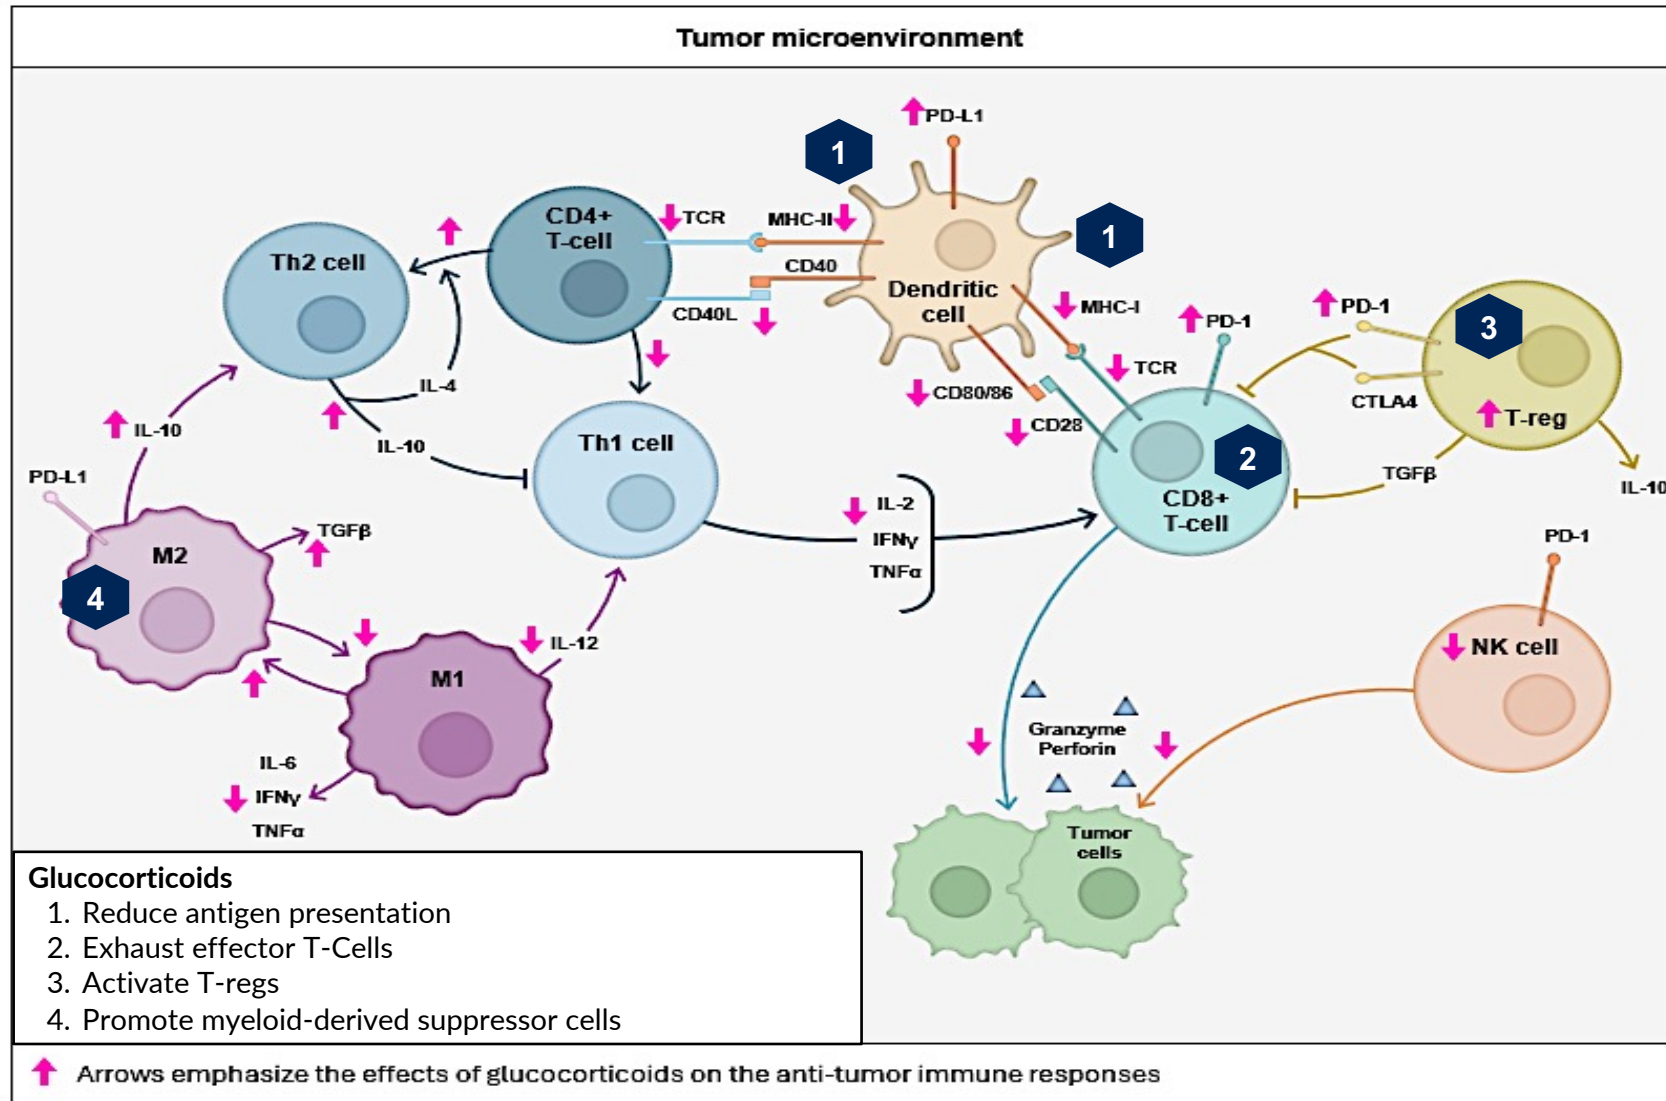 Tumor microenvironment
PD-L1
1
1
CD4+
T-cell
TCR
MHC-II
CD40
CD40L
Dendritic
cell
Th2 cell
MHC-I
PD-1
PD-1
3
TCR
CD80/86
CD28
CTLA4
T-reg
IL-4
IL-10
IL-10
Th1 cell
2
CD8+
T-cell
TGFβ
IL-10
PD-L1
M2
TGFβ
4
IL-2
IFNγ
TNFα
PD-1
NK cell
IL-12
M1
Granzyme
Perforin
IL-6
IFNγ
TNFα
Tumor
cells
Glucocorticoids
1. Reduce antigen presentation
2. Exhaust effector T-Cells
3. Activate T-regs
4. Promote myeloid-derived suppressor cells
Arrows emphasize the effects of glucocorticoids on the anti-tumor immune responses